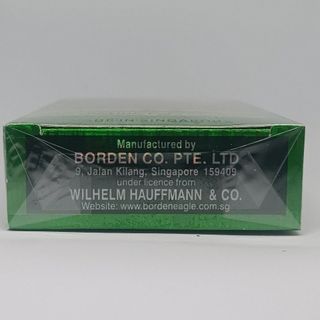 Manufactured by
BORDEN CO. PTE. LTD
9, Jalan Kilang, Singapore 159409
under licence from
WILHELM HAUFFMANN & CO.
Website: www.bordeneagle.com.sg